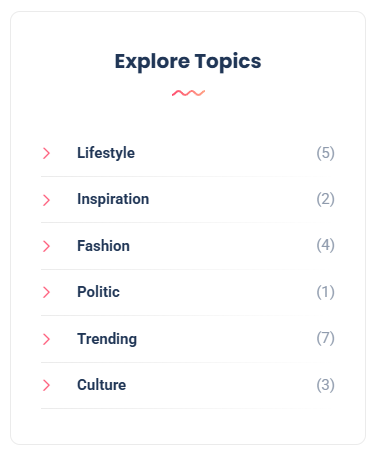 Explore Topics
Lifestyle (5)
Inspiration (2)
Fashion (4)
Politic (1)
Trending (7)
Culture (3)